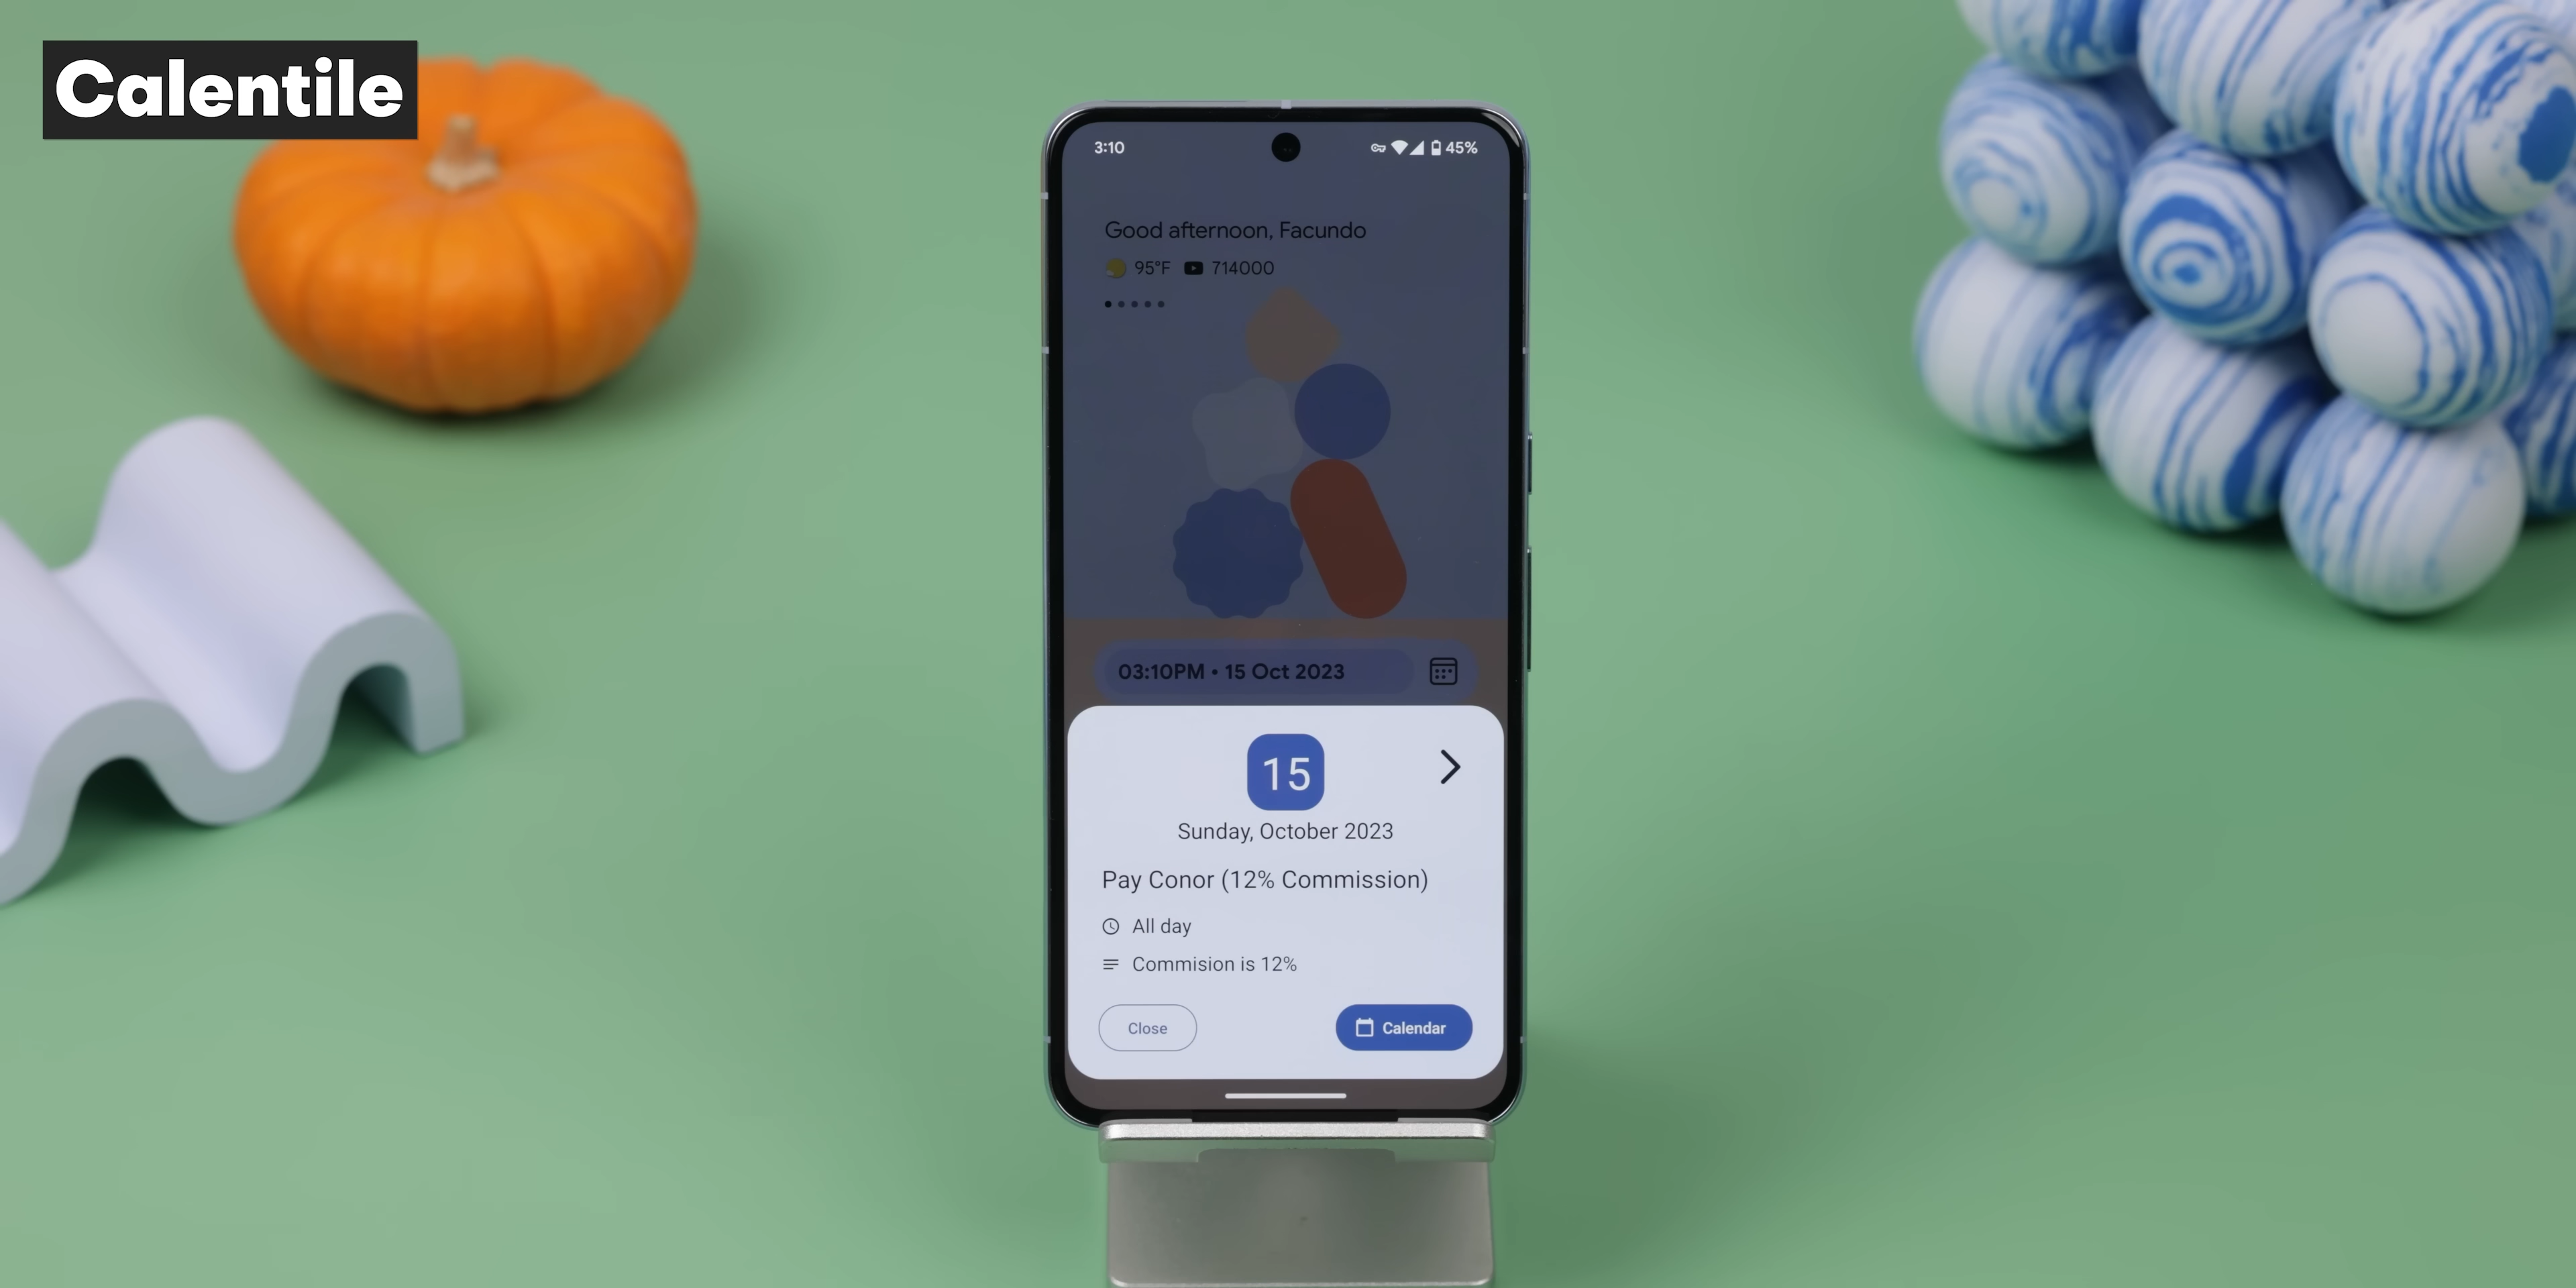 Calentile
3:10
45%
Good afternoon, Facundo
95°F 714000
03:10PM • 15 Oct 2023
15
Sunday, October 2023
Pay Conor (12% Commission)
All day
Commision is 12%
Close
Calendar